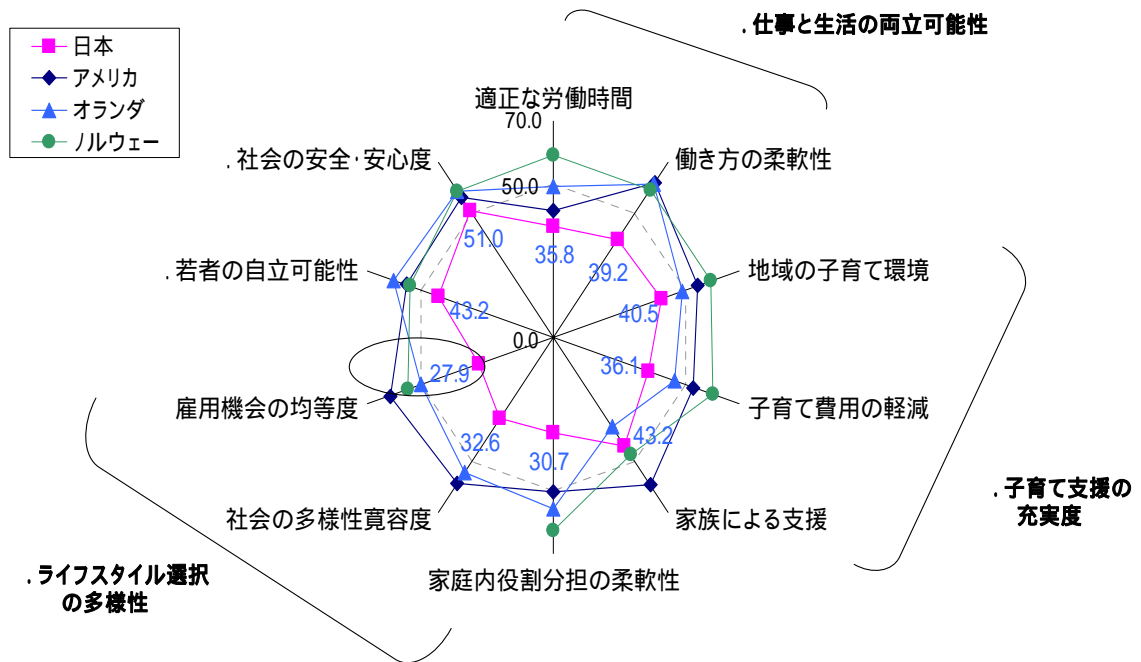 .仕事と生活の両立可能性
日本
アメリカ
オランダ
ノルウェー
適正な労働時間
70.0
.社会の安全・安心度
働き方の柔軟性
50.0
51.0
35.8
39.2
.若者の自立可能性
地域の子育て環境
43.2
40.5
0.0
36.1
27.9
雇用機会の均等度
子育て費用の軽減
32.6
30.7
43.2
.子育て支援の
充実度
社会の多様性寛容度
家族による支援
家庭内役割分担の柔軟性
.ライフスタイル選択
の多様性